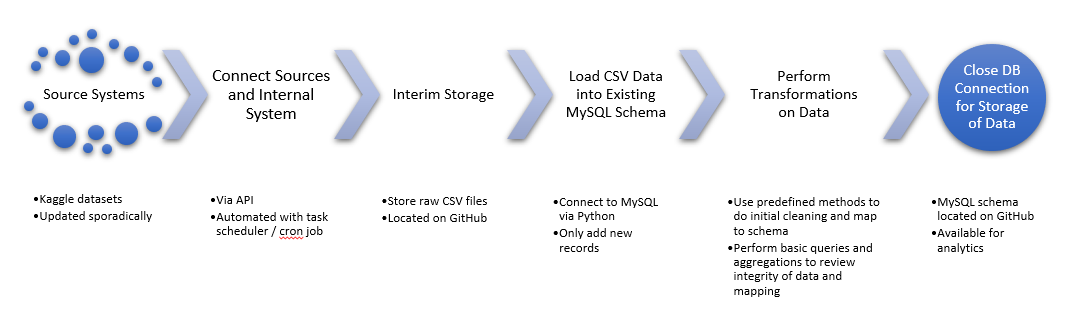 Source Systems
Connect Sources
and Internal
System
Interim Storage
Load CSV Data
into Existing
MySQL Schema
Perform
Transformations
on Data
Close DB
Connection
for Storage
of Data
•Kaggle datasets
•Updated sporadically
•Via API
•Automated with task
scheduler / cron job
•Store raw CSV files
•Located on GitHub
•Connect to MySQL
via Python
•Only add new
records
•Use predefined methods to
do initial cleaning and map
to schema
•Perform basic queries and
aggregations to review
integrity of data and
mapping
•MySQL schema
located on GitHub
•Available for
analytics